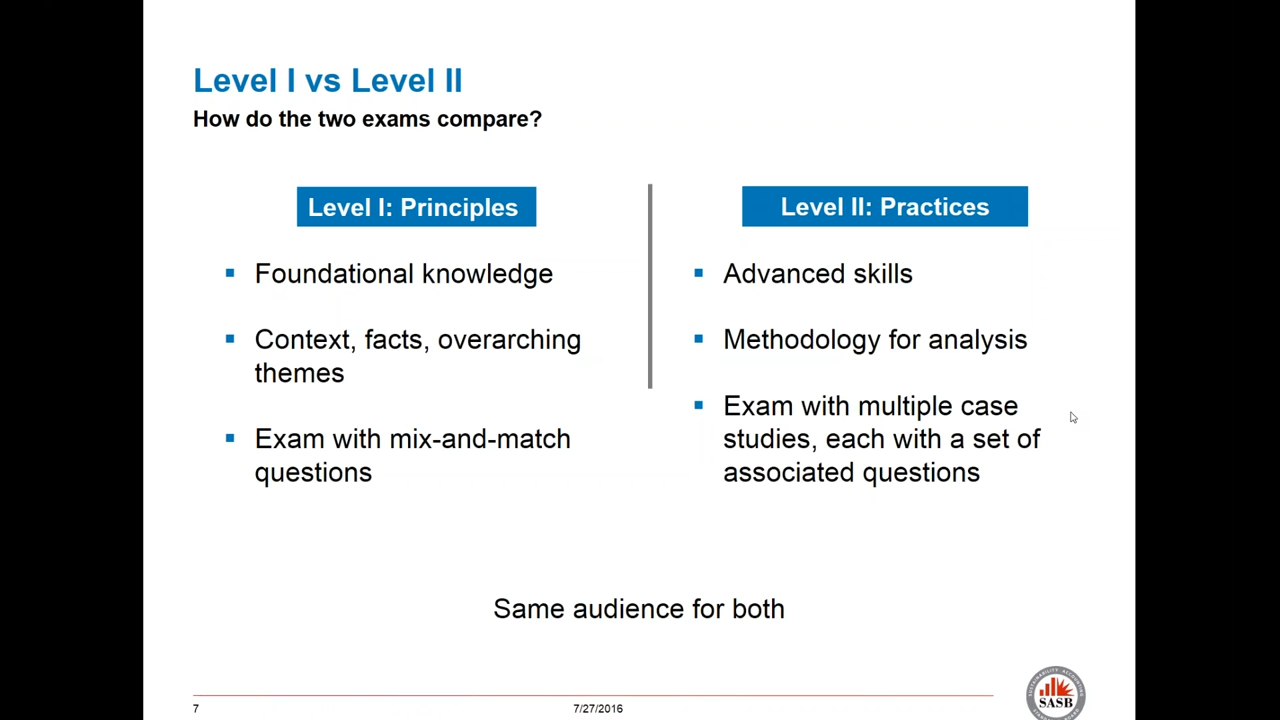 Level I vs Level II
How do the two exams compare?
Level I: Principles
▪ Foundational knowledge
▪ Context, facts, overarching
themes
▪ Exam with mix-and-match
questions
Level II: Practices
▪ Advanced skills
▪ Methodology for analysis
▪ Exam with multiple case
studies, each with a set of
associated questions
Same audience for both
7
7/27/2016
SUSTAINABILITY ACCOUNTING
SASB